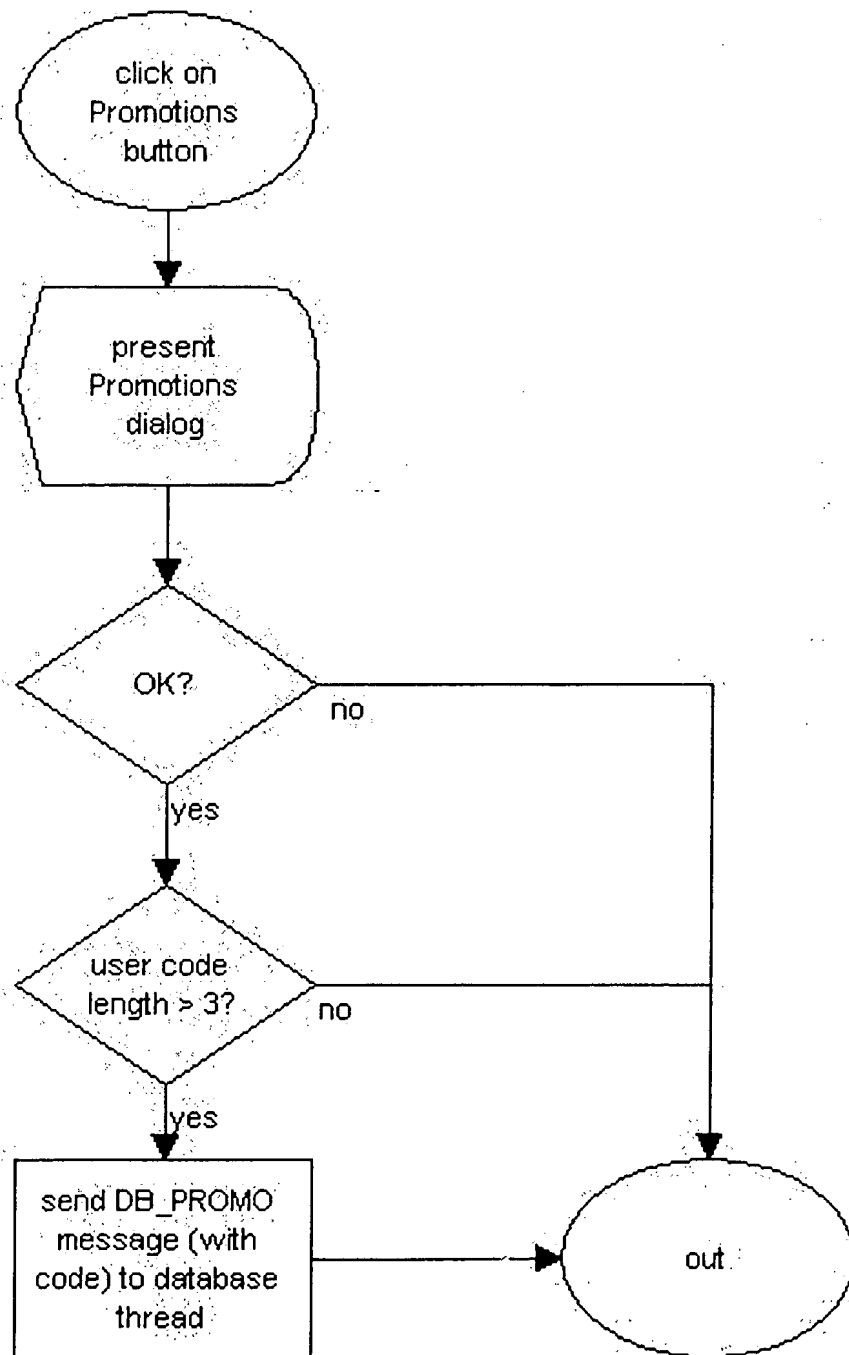 click on
Promotions
button
present
Promotions
dialog
OK?
no
yes
user code
length > 3?
no
yes
send DB_PROMO
message (with
code) to database
thread
out